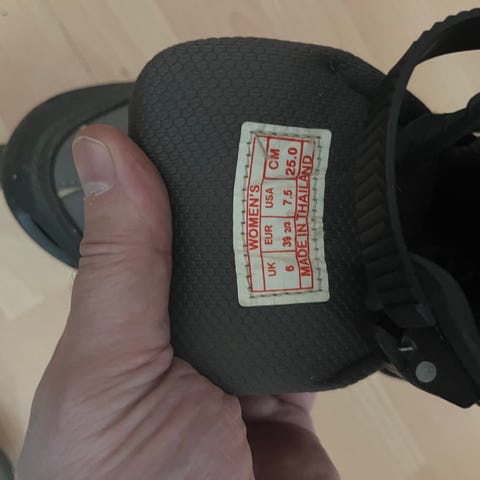 WOMEN'S
UK EUR USA CM
6 39 2/3 7.5 25.0
MADE IN THAILAND